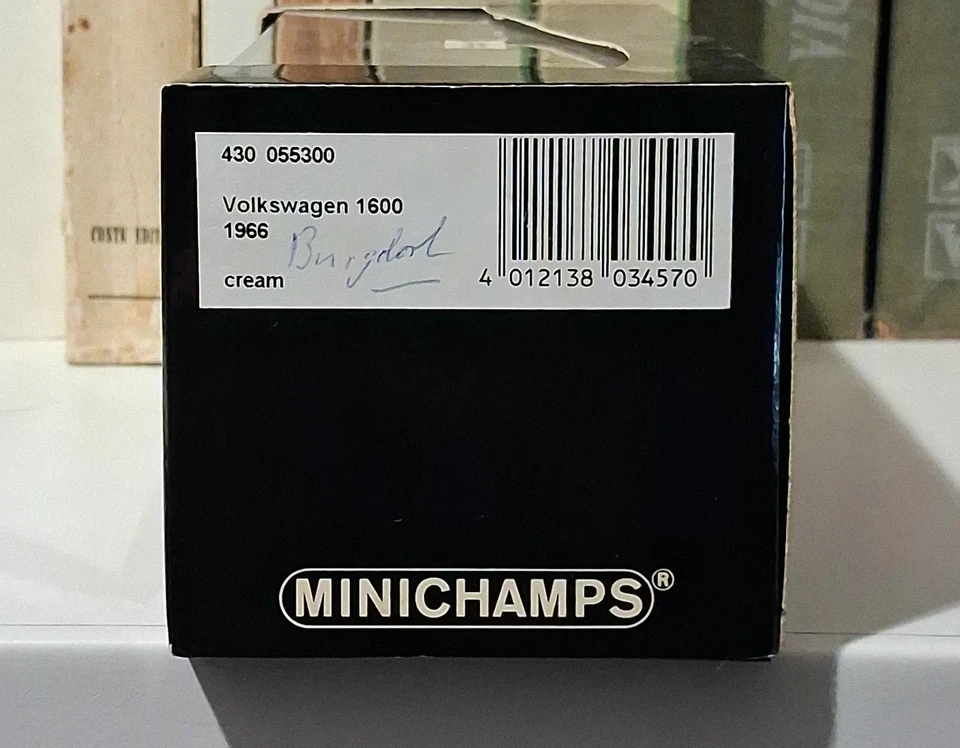 430 055300
Volkswagen 1600
1966
Burgdorf
cream
4 012138 034570
MINICHAMPS®